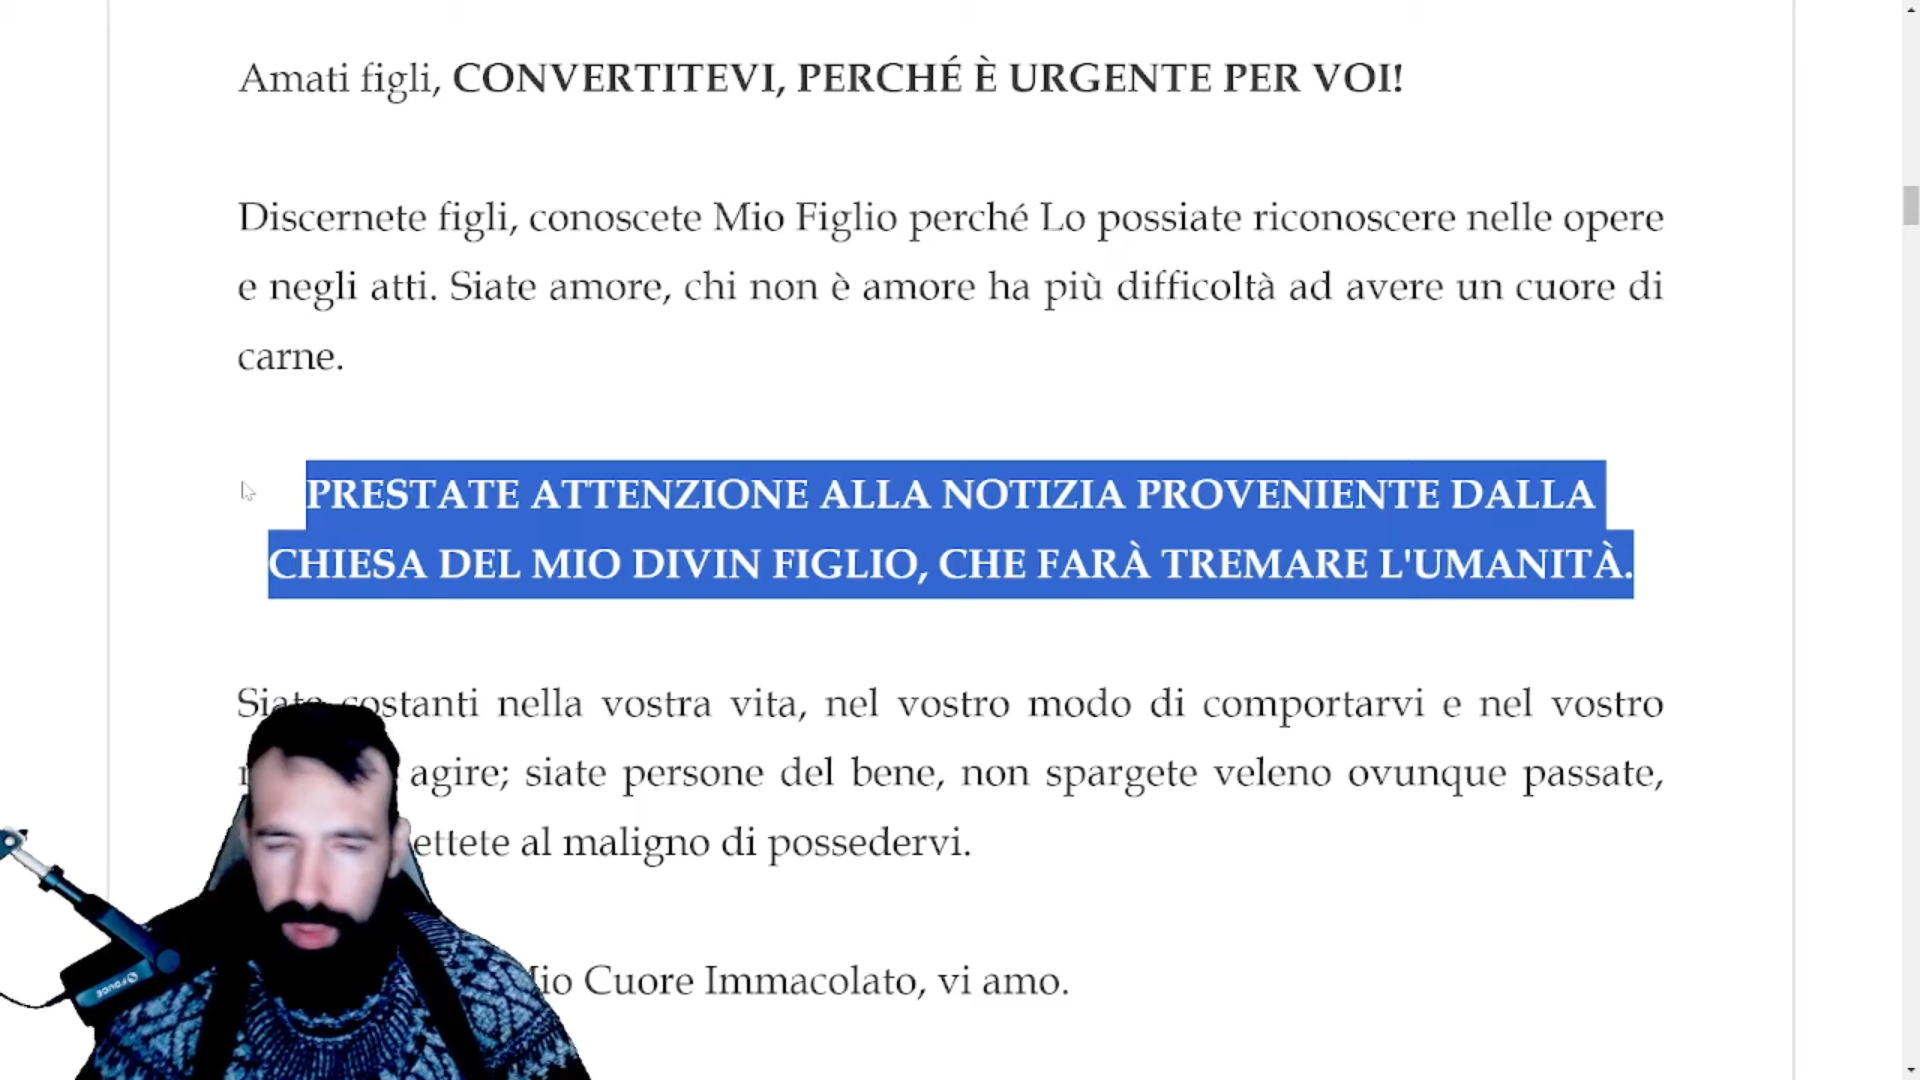 Amati figli, CONVERTITEVI, PERCHÉ È URGENTE PER VOI!
Discernete figli, conoscete Mio Figlio perché Lo possiate riconoscere nelle opere
e negli atti. Siate amore, chi non è amore ha più difficoltà ad avere un cuore di
carne.
PRESTATE ATTENZIONE ALLA NOTIZIA PROVENIENTE DALLA
CHIESA DEL MIO DIVIN FIGLIO, CHE FARÀ TREMARE L'UMANITÀ.
Siate costanti nella vostra vita, nel vostro modo di comportarvi e nel vostro
agire; siate persone del bene, non spargete veleno ovunque passate,
ettete al maligno di possedervi.
Mio Cuore Immacolato, vi amo.